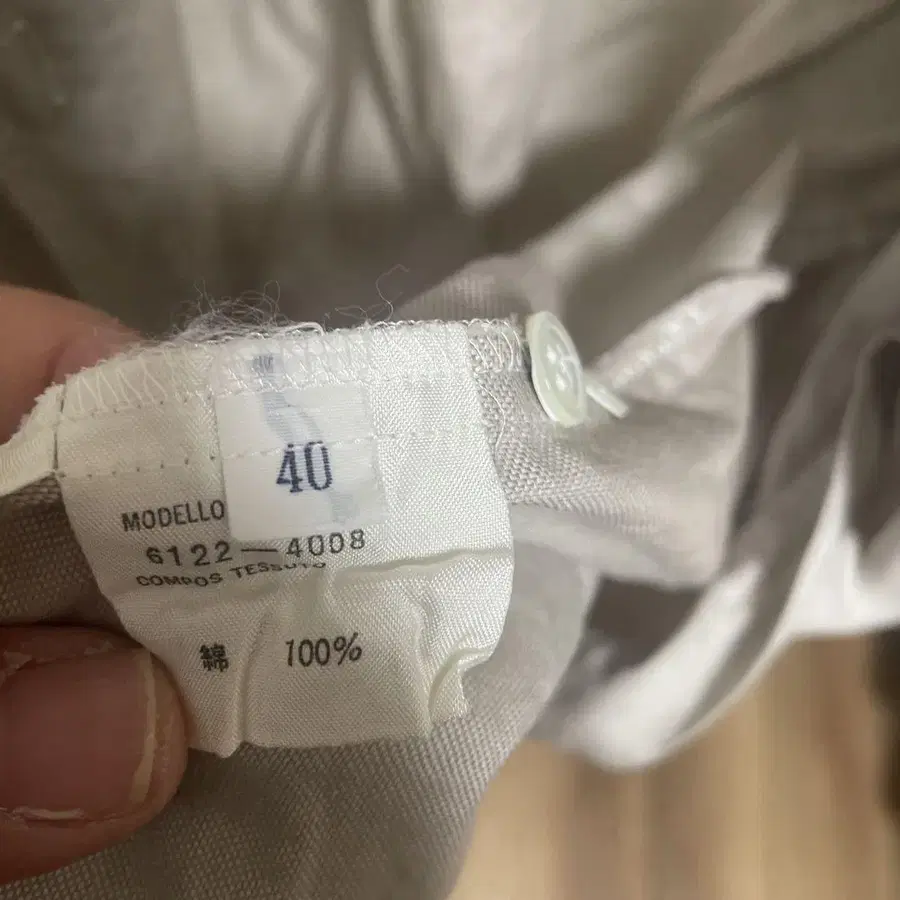 40
MODELLO
6122-4008
COMPOS TESSUTO
綿 100%